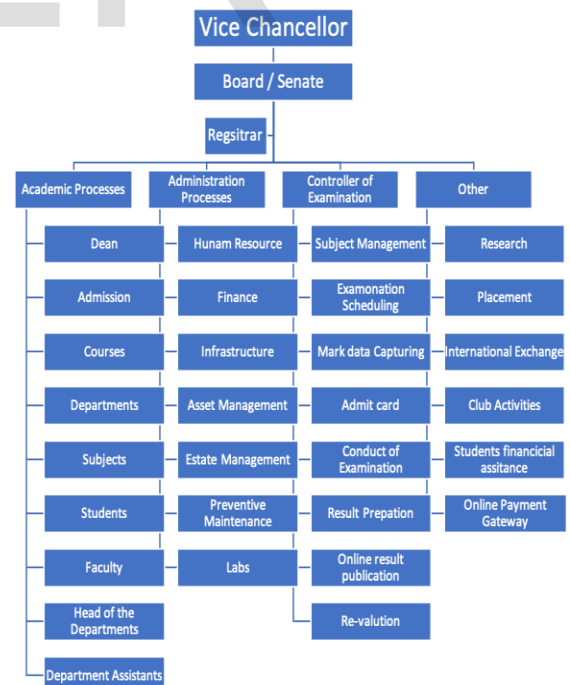 Vice Chancellor
Board / Senate
Regsitrar
Academic Processes
Administration
Processes
Controller of
Examination
Other
Dean
Hunam Resource
Subject Management
Research
Admission
Finance
Examonation
Scheduling
Placement
Courses
Infrastructure
Mark data Capturing
International Exchange
Departments
Asset Management
Admit card
Club Activities
Subjects
Estate Management
Conduct of
Examination
Students financicial
assitance
Students
Preventive
Maintenance
Result Prepation
Online Payment
Gateway
Faculty
Labs
Online result
publication
Head of the
Departments
Re-valution
Department Assistants